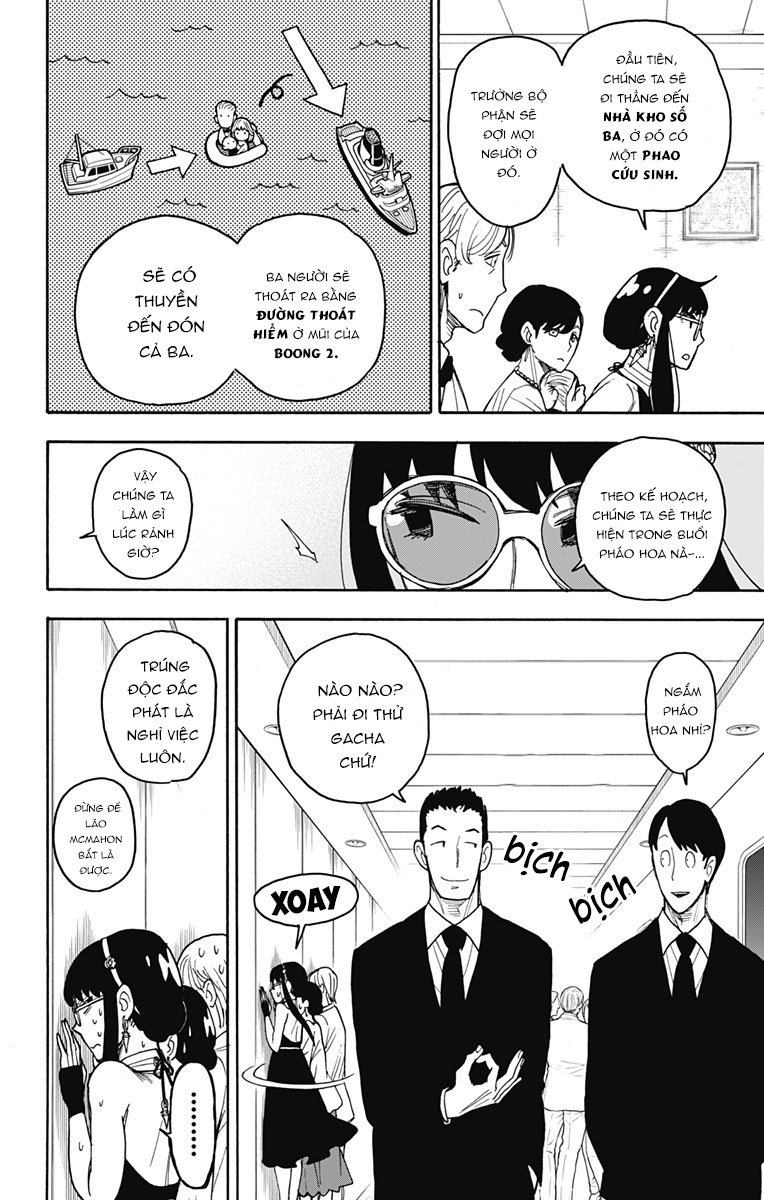 ĐẦU TIÊN,
CHÚNG TA SẼ
ĐI THẲNG ĐẾN
NHÀ KHO SỐ
BA, Ở ĐÓ CÓ
MỘT PHAO
CỨU SINH.
TRƯỞNG BỘ
PHẬN SẼ
ĐỢI MỌI
NGƯỜI Ở
ĐÓ.
BA NGƯỜI SẼ
THOÁT RA BẰNG
ĐƯỜNG THOÁT
HIỂM Ở MŨI CỦA
BOONG 2.
SẼ CÓ
THUYỀN
ĐẾN ĐÓN
CẢ BA.
THEO KẾ HOẠCH,
CHÚNG TA SẼ THỰC
HIỆN TRONG BUỔI
PHÁO HOA NÀ-...
VẬY
CHÚNG TA
LÀM GÌ
LÚC RẢNH
GIỜ?
NGẮM
PHÁO
HOA NHỈ?
NÀO NÀO?
PHẢI ĐI THỬ
GACHA
CHỨ!
bịch
bịch
XOAY
TRÚNG
ĐỘC ĐẮC
PHÁT LÀ
NGHỈ VIỆC
LUÔN.
ĐỪNG ĐỂ
LÃO
MCMAHON
BẮT LÀ
ĐƯỢC.
.........